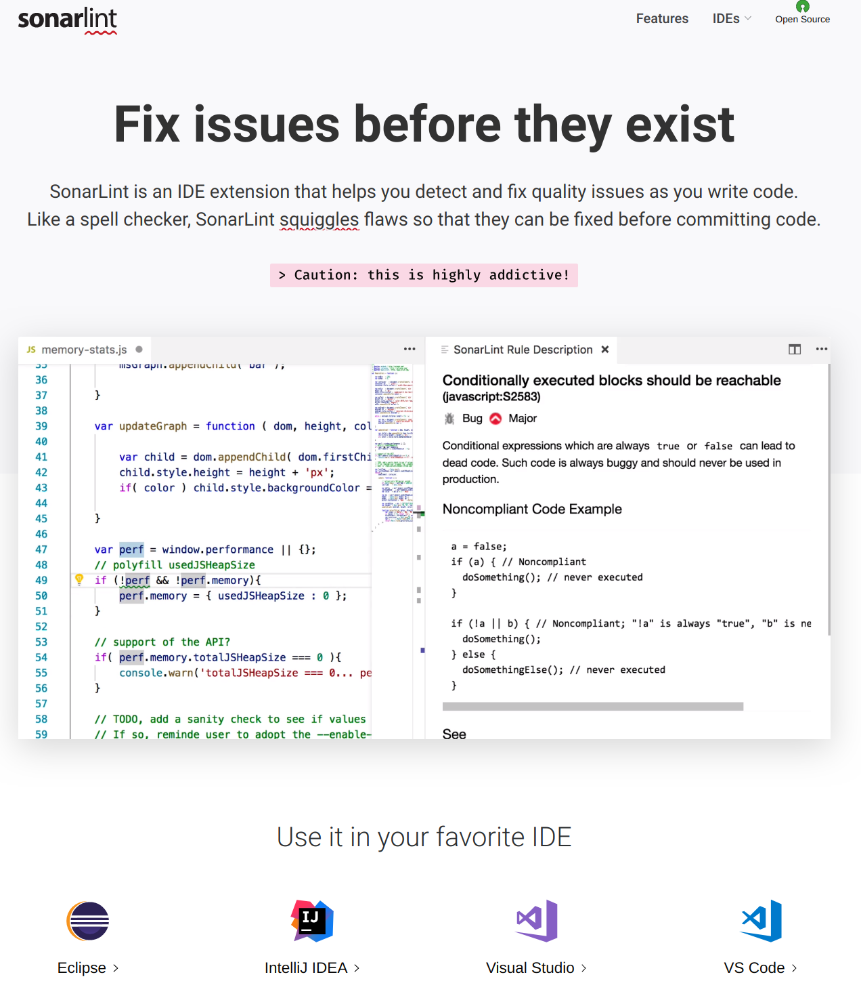 sonarlint
Features
IDEs
Open Source
Fix issues before they exist
SonarLint is an IDE extension that helps you detect and fix quality issues as you write code.
Like a spell checker, SonarLint squiggles flaws so that they can be fixed before committing code.
> Caution: this is highly addictive!
JS memory-stats.js
35 msGraph.appendChild( bar );
36
37 }
38
39 var updateGraph = function ( dom, height, col
40
41 var child = dom.appendChild( dom.firstChi
42 child.style.height = height + 'px';
43 if( color ) child.style.backgroundColor =
44
45 }
46
47 var perf = window.performance || {};
48 // polyfill usedJSHeapSize
49 if (!perf && !perf.memory){
50 perf.memory = { usedJSHeapSize : 0 };
51 }
52
53 // support of the API?
54 if( perf.memory.totalJSHeapSize === 0 ){
55 console.warn('totalJSHeapSize === 0... pe
56 }
57
58 // TODO, add a sanity check to see if values
59 // If so, reminde user to adopt the --enable-
SonarLint Rule Description
Conditionally executed blocks should be reachable
(javascript:S2583)
Bug Major
Conditional expressions which are always true or false can lead to
dead code. Such code is always buggy and should never be used in
production.
Noncompliant Code Example
a = false;
if (a) { // Noncompliant
doSomething(); // never executed
}
if (!a || b) { // Noncompliant; "!a" is always "true", "b" is ne
doSomething();
} else {
doSomethingElse(); // never executed
}
See
Use it in your favorite IDE
IJ
Eclipse >
IntelliJ IDEA >
Visual Studio >
VS Code >